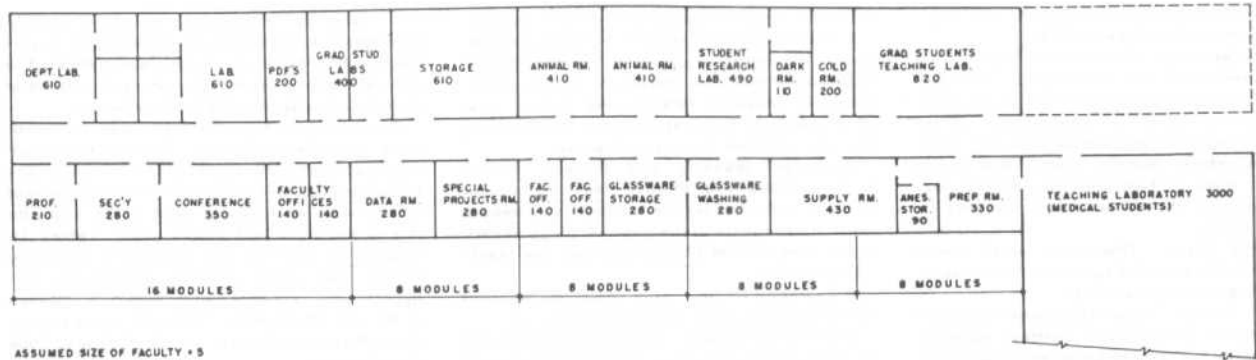 DEPT. LAB.
610
LAB.
610
PDF'S
200
GRAD. STUD
LABS
400
STORAGE
610
ANIMAL RM.
410
ANIMAL RM.
410
STUDENT
RESEARCH
LAB. 490
DARK
RM.
110
COLD
RM.
200
GRAD STUDENTS
TEACHING LAB.
820
PROF.
210
SEC'Y
280
CONFERENCE
350
FACULTY
OFFICES
140 140
DATA RM.
280
SPECIAL
PROJECTS RM.
280
FAC.
OFF.
140
FAC.
OFF.
140
GLASSWARE
STORAGE
280
GLASSWARE
WASHING
280
SUPPLY RM.
430
ANES.
STOR.
90
PREP RM.
330
TEACHING LABORATORY 3000
(MEDICAL STUDENTS)
16 MODULES
8 MODULES
8 MODULES
8 MODULES
8 MODULES
ASSUMED SIZE OF FACULTY = 5